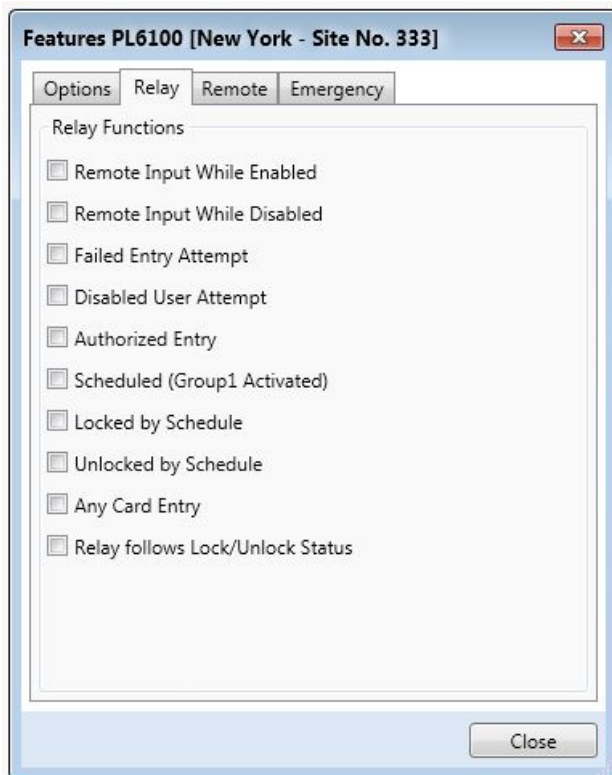 Features PL6100 [New York - Site No. 333]
Options Relay Remote Emergency
Relay Functions
Remote Input While Enabled
Remote Input While Disabled
Failed Entry Attempt
Disabled User Attempt
Authorized Entry
Scheduled (Group1 Activated)
Locked by Schedule
Unlocked by Schedule
Any Card Entry
Relay follows Lock/Unlock Status
Close